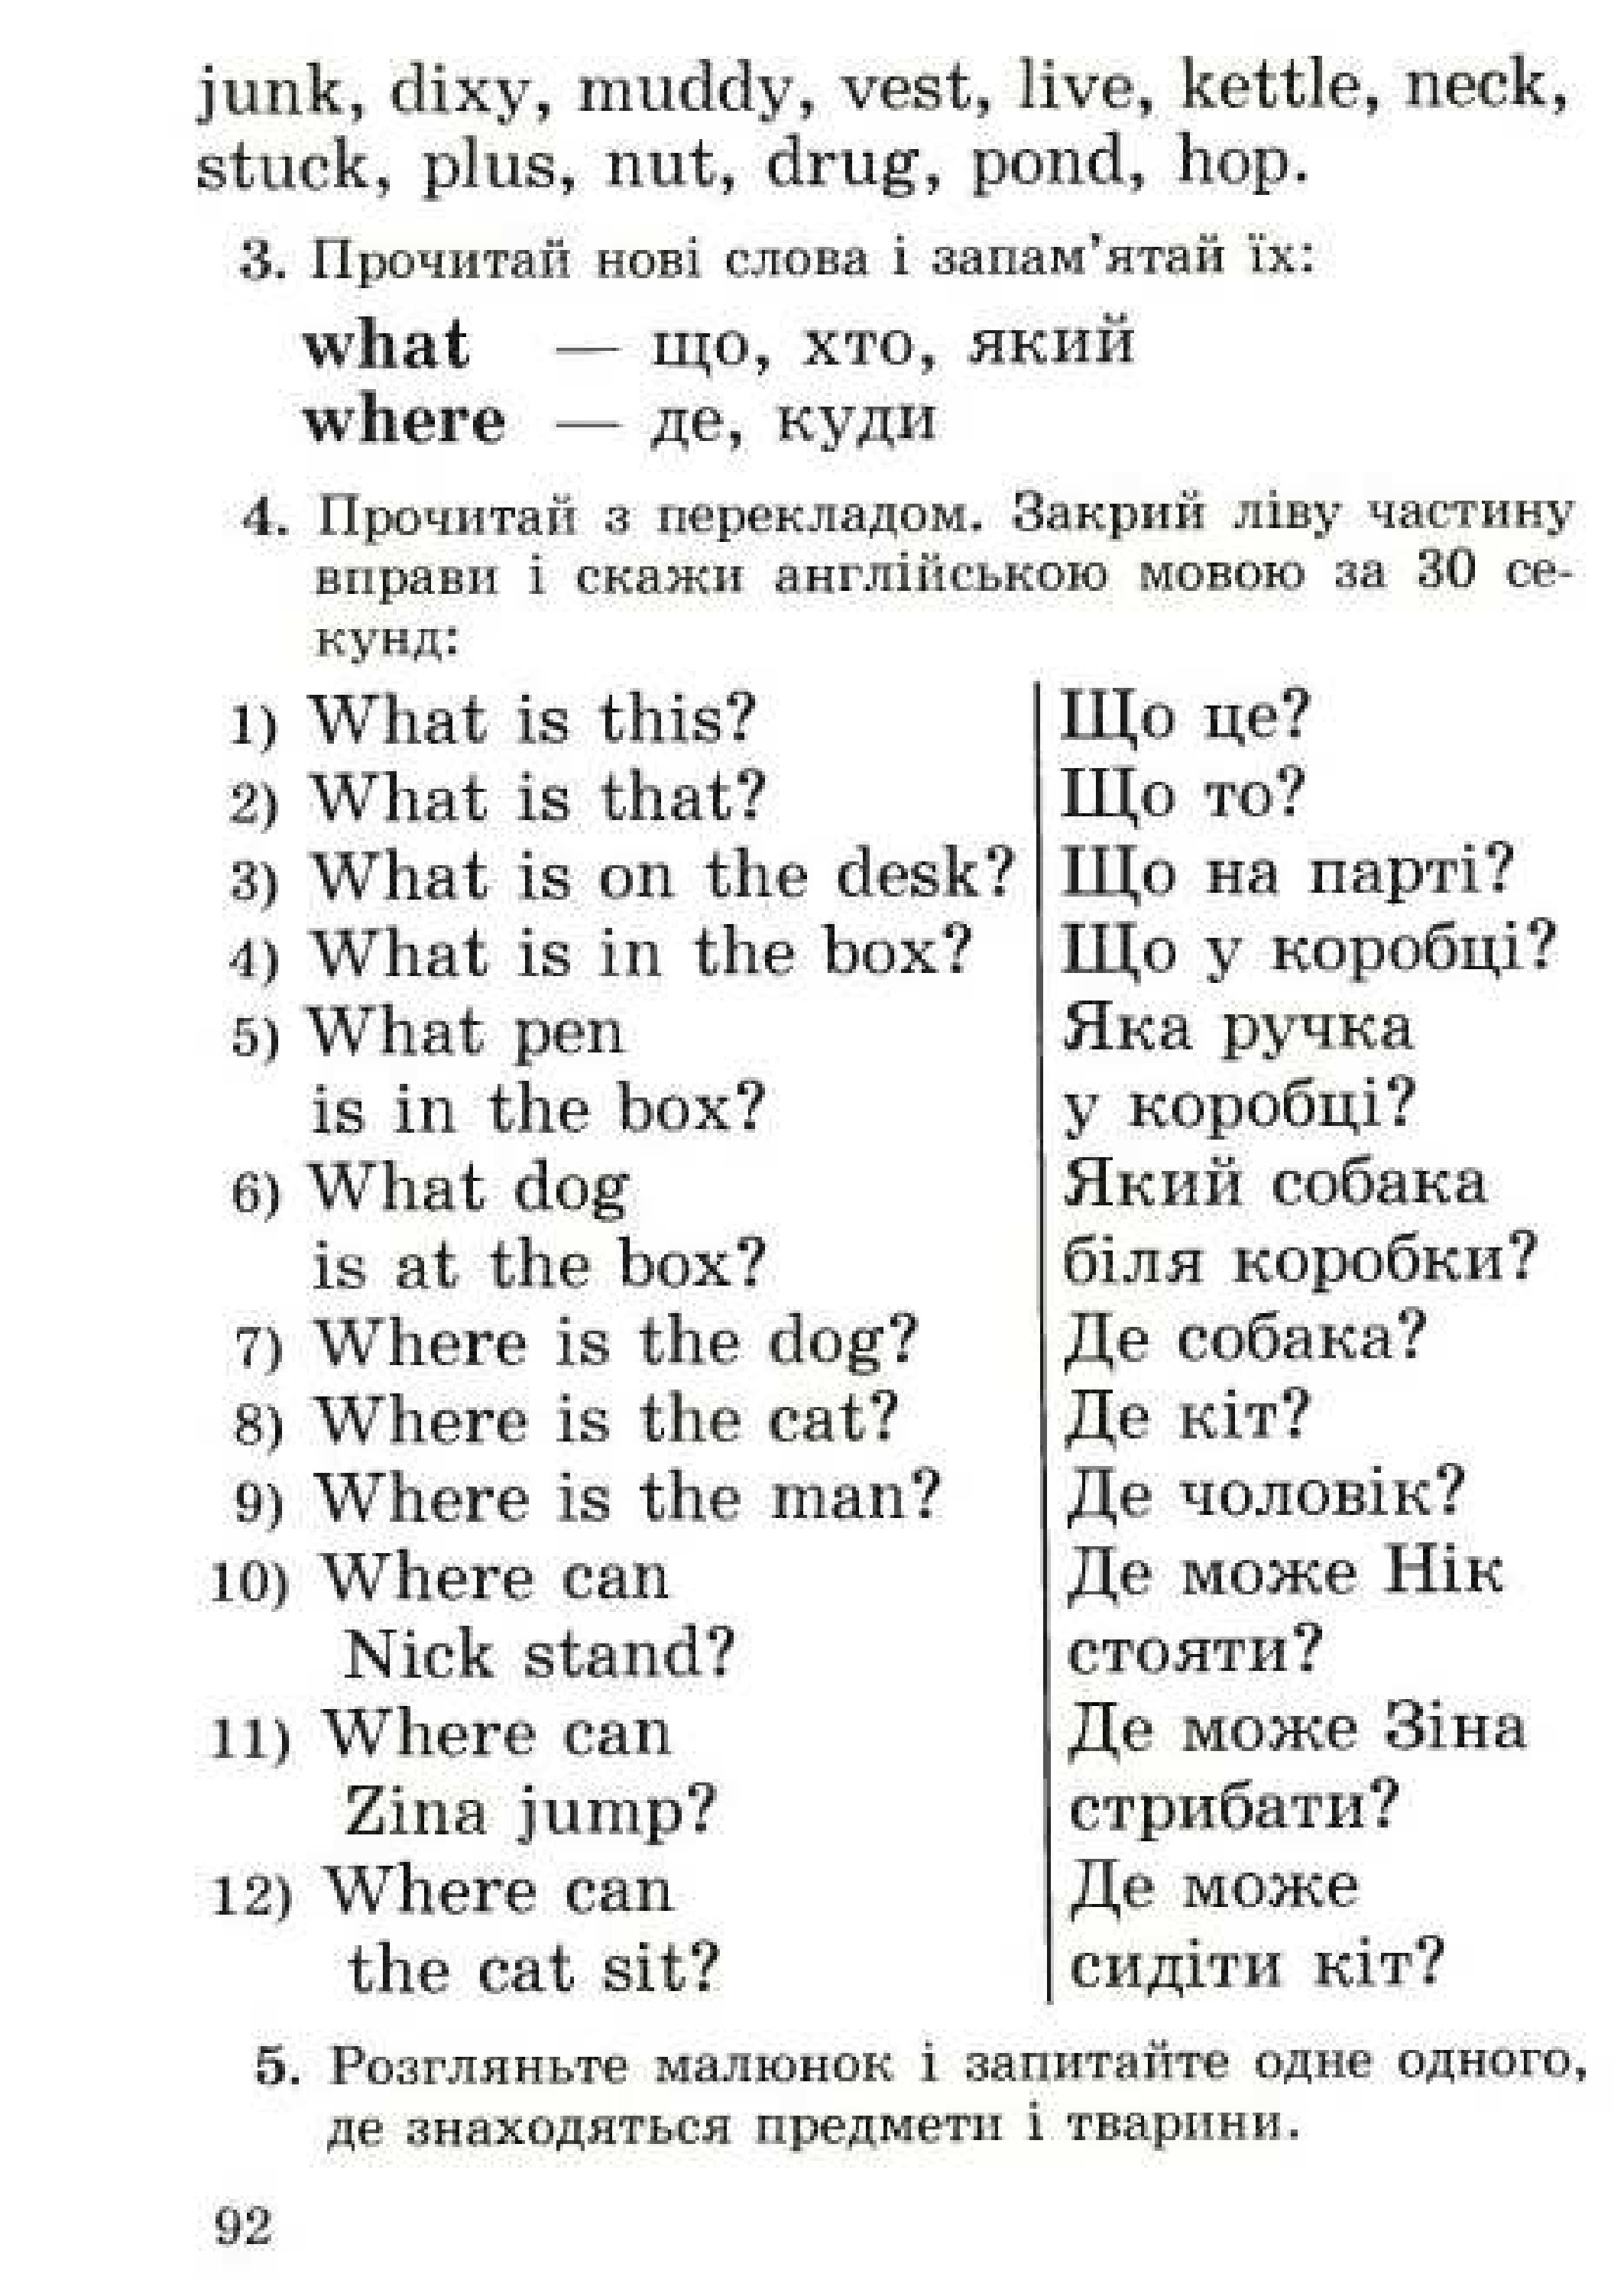 junk, dixy, muddy, vest, live, kettle, neck,
stuck, plus, nut, drug, pond, hop.
3. Прочитай нові слова і запам’ятай їх:
what — що, хто, який
where — де, куди
4. Прочитай з перекладом. Закрий ліву частину
вправи і скажи англійською мовою за 30 се-
кунд:
1) What is this? Що це?
2) What is that? Що то?
3) What is on the desk? Що на парті?
4) What is in the box? Що у коробці?
5) What pen Яка ручка
is in the box? у коробці?
6) What dog Який собака
is at the box? біля коробки?
7) Where is the dog? Де собака?
8) Where is the cat? Де кіт?
9) Where is the man? Де чоловік?
10) Where can Де може Нік
Nick stand? стояти?
11) Where can Де може Зіна
Zina jump? стрибати?
12) Where can Де може
the cat sit? сидіти кіт?
5. Розгляньте малюнок і запитайте одне одного,
де знаходяться предмети і тварини.
92